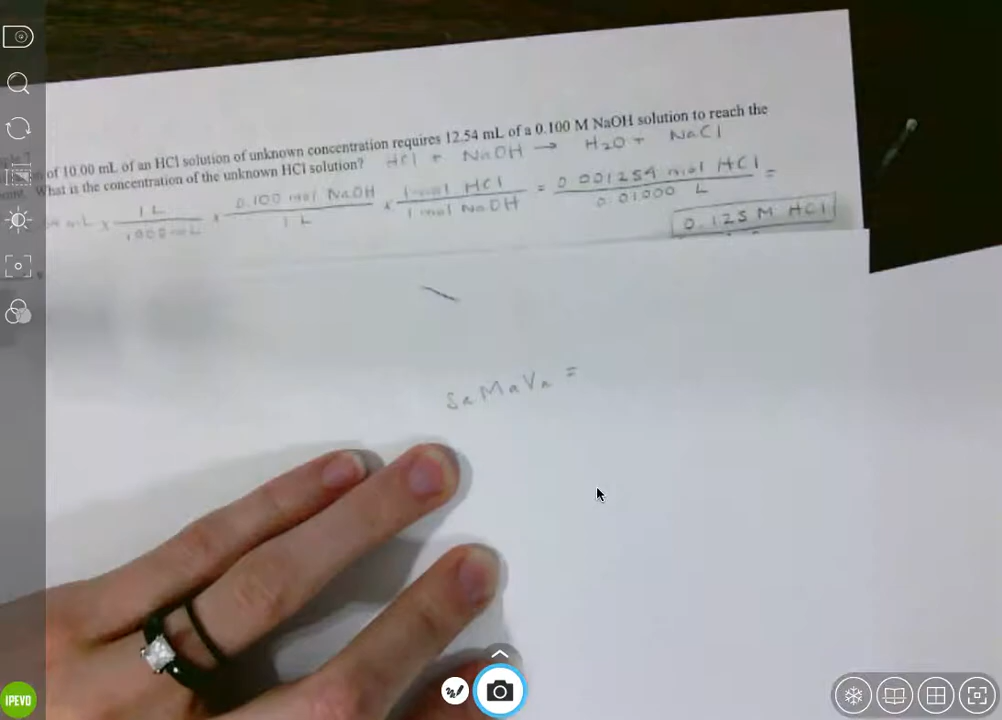 of 10.00 mL of an HCl solution of unknown concentration requires 12.54 mL of a 0.100 M NaOH solution to reach the
What is the concentration of the unknown HCl solution? HCl + NaOH → H2O + NaCl
mL x 1 L / 1000 mL x 0.100 mol NaOH / 1 L x 1 mol HCl / 1 mol NaOH = 0.001254 mol HCl / 0.01000 L =
0.125 M HCl
SaMaVa =
IPEVO